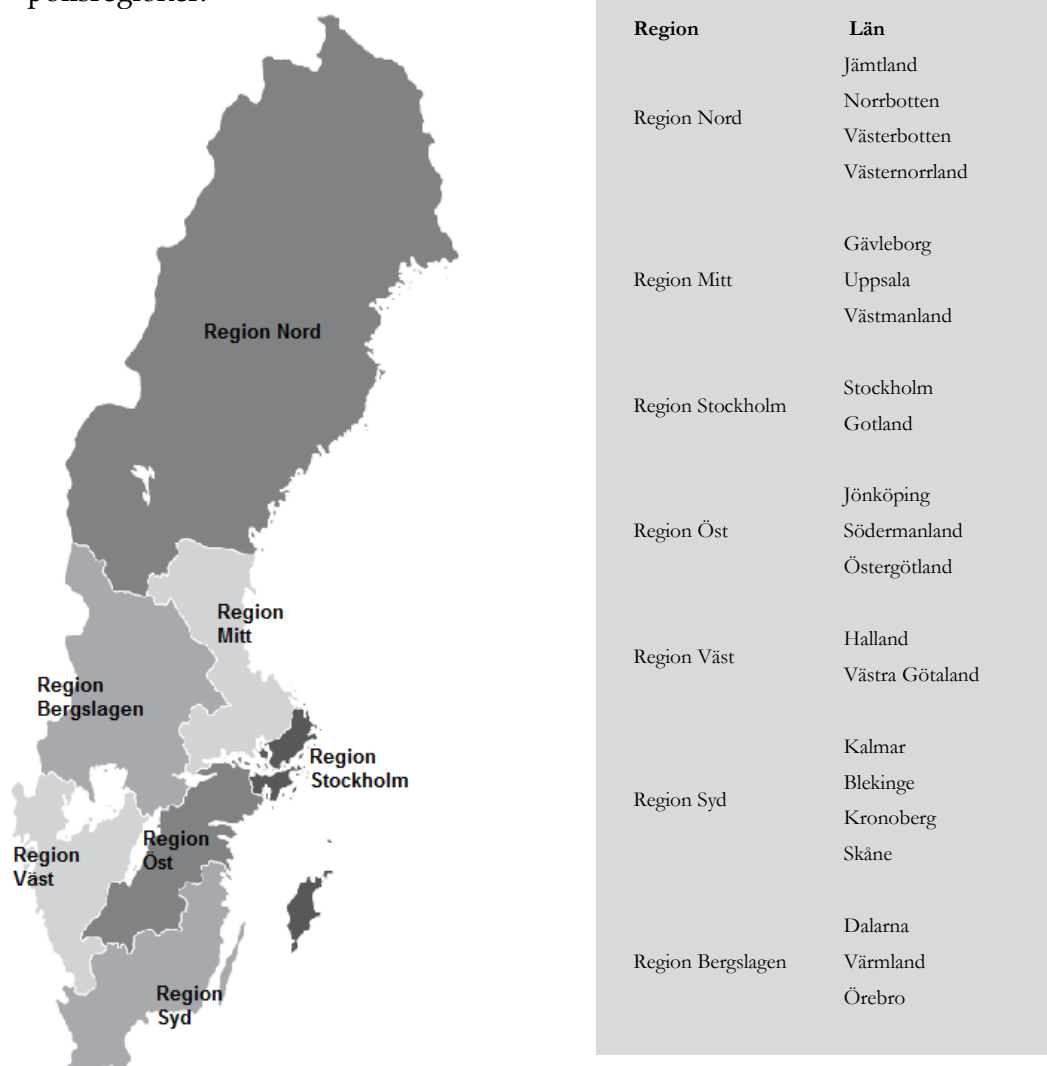 polisregioner.
Region Nord
Region
Mitt
Region
Bergslagen
Region
Stockholm
Region
Öst
Region
Väst
Region
Syd
Region Län
Jämtland
Norrbotten
Region Nord
Västerbotten
Västernorrland
Gävleborg
Region Mitt Uppsala
Västmanland
Stockholm
Region Stockholm
Gotland
Jönköping
Region Öst Södermanland
Östergötland
Halland
Region Väst
Västra Götaland
Kalmar
Blekinge
Region Syd
Kronoberg
Skåne
Dalarna
Region Bergslagen Värmland
Örebro